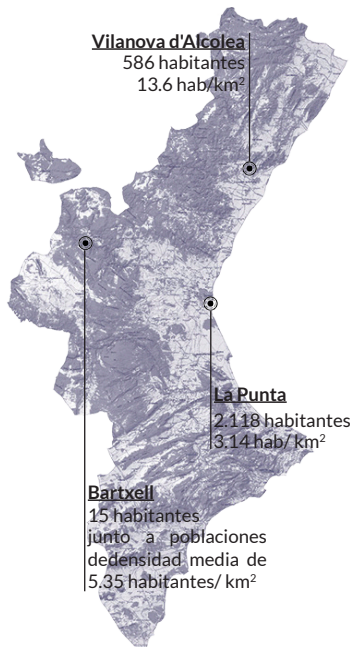 Vilanova d'Alcolea
586 habitantes
13.6 hab/km²
La Punta
2.118 habitantes
3.14 hab/ km²
Bartxell
15 habitantes
junto a poblaciones
dedensidad media de
5.35 habitantes/ km²